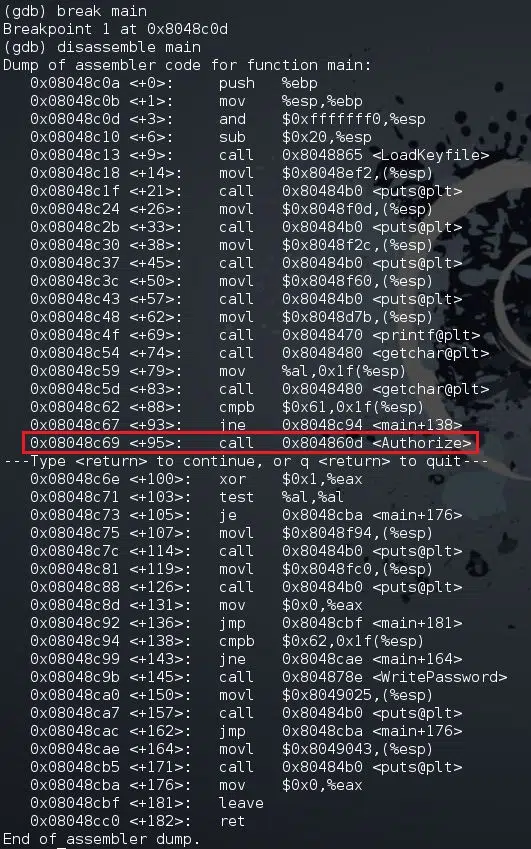 (gdb) break main
Breakpoint 1 at 0x8048c0d
(gdb) disassemble main
Dump of assembler code for function main:
   0x08048c0a <+0>:     push   %ebp
   0x08048c0b <+1>:     mov    %esp,%ebp
   0x08048c0d <+3>:     and    $0xfffffff0,%esp
   0x08048c10 <+6>:     sub    $0x20,%esp
   0x08048c13 <+9>:     call   0x8048865 <LoadKeyfile>
   0x08048c18 <+14>:    movl   $0x8048ef2,(%esp)
   0x08048c1f <+21>:    call   0x80484b0 <puts@plt>
   0x08048c24 <+26>:    movl   $0x8048f0d,(%esp)
   0x08048c2b <+33>:    call   0x80484b0 <puts@plt>
   0x08048c30 <+38>:    movl   $0x8048f2c,(%esp)
   0x08048c37 <+45>:    call   0x80484b0 <puts@plt>
   0x08048c3c <+50>:    movl   $0x8048f60,(%esp)
   0x08048c43 <+57>:    call   0x80484b0 <puts@plt>
   0x08048c48 <+62>:    movl   $0x8048d7b,(%esp)
   0x08048c4f <+69>:    call   0x8048470 <printf@plt>
   0x08048c54 <+74>:    call   0x8048480 <getchar@plt>
   0x08048c59 <+79>:    mov    %al,0x1f(%esp)
   0x08048c5d <+83>:    call   0x8048480 <getchar@plt>
   0x08048c62 <+88>:    cmpb   $0x61,0x1f(%esp)
   0x08048c67 <+93>:    jne    0x8048c94 <main+138>
   0x08048c69 <+95>:    call   0x804860d <Authorize>
---Type <return> to continue, or q <return> to quit---
   0x08048c6e <+100>:   xor    $0x1,%eax
   0x08048c71 <+103>:   test   %al,%al
   0x08048c73 <+105>:   je     0x8048cba <main+176>
   0x08048c75 <+107>:   movl   $0x8048f94,(%esp)
   0x08048c7c <+114>:   call   0x80484b0 <puts@plt>
   0x08048c81 <+119>:   movl   $0x8048fc0,(%esp)
   0x08048c88 <+126>:   call   0x80484b0 <puts@plt>
   0x08048c8d <+131>:   mov    $0x0,%eax
   0x08048c92 <+136>:   jmp    0x8048cbf <main+181>
   0x08048c94 <+138>:   cmpb   $0x62,0x1f(%esp)
   0x08048c99 <+143>:   jne    0x8048cae <main+164>
   0x08048c9b <+145>:   call   0x804878e <WritePassword>
   0x08048ca0 <+150>:   movl   $0x8049025,(%esp)
   0x08048ca7 <+157>:   call   0x80484b0 <puts@plt>
   0x08048cac <+162>:   jmp    0x8048cba <main+176>
   0x08048cae <+164>:   movl   $0x8049043,(%esp)
   0x08048cb5 <+171>:   call   0x80484b0 <puts@plt>
   0x08048cba <+176>:   mov    $0x0,%eax
   0x08048cbf <+181>:   leave
   0x08048cc0 <+182>:   ret
End of assembler dump.